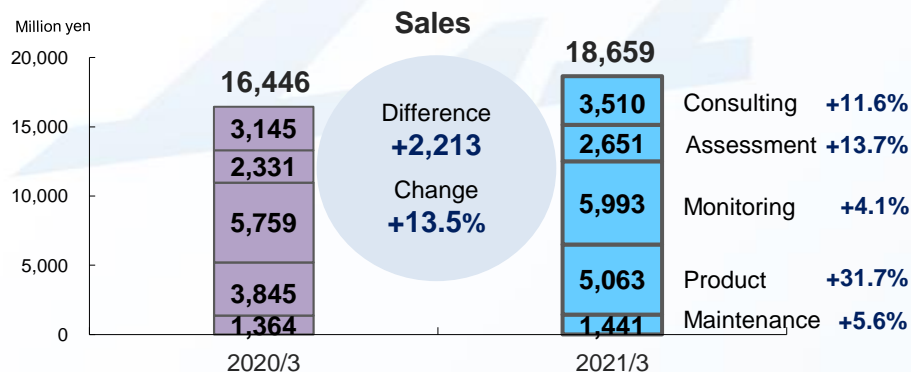 Million yen
Sales
20,000
15,000
10,000
5,000
0
16,446
3,145
2,331
5,759
3,845
1,364
2020/3
Difference
+2,213
Change
+13.5%
18,659
3,510
2,651
5,993
5,063
1,441
2021/3
Consulting +11.6%
Assessment +13.7%
Monitoring +4.1%
Product +31.7%
Maintenance +5.6%